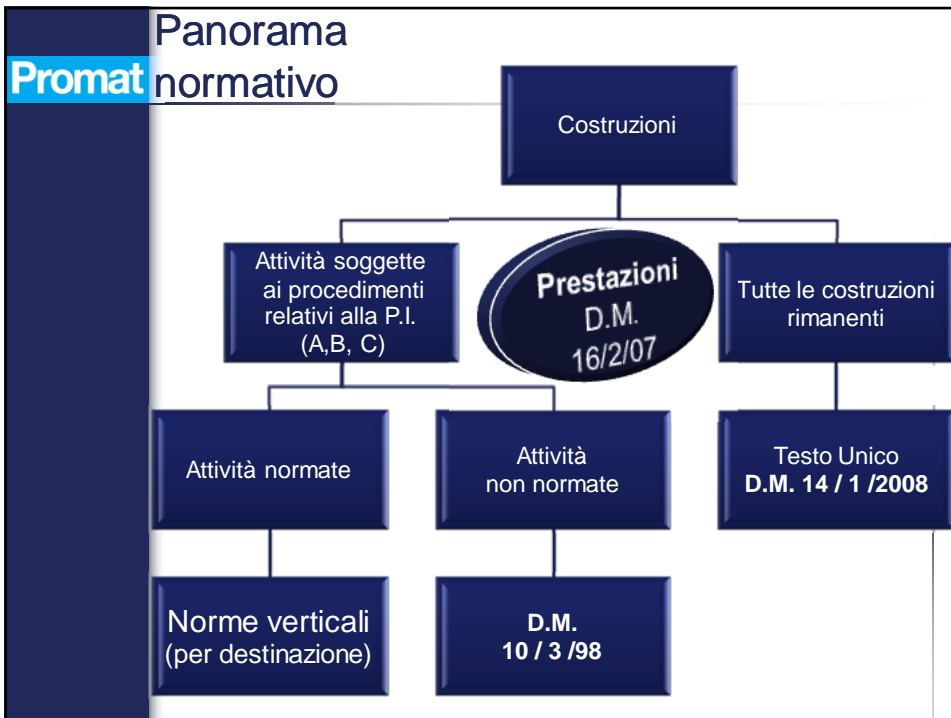 Panorama
Promat normativo
Costruzioni
Attività soggette
ai procedimenti
relativi alla P.I.
(A,B, C)
Prestazioni
D.M.
16/2/07
Tutte le costruzioni
rimanenti
Attività normate
Attività
non normate
Testo Unico
D.M. 14 / 1 /2008
Norme verticali
(per destinazione)
D.M.
10 / 3 /98